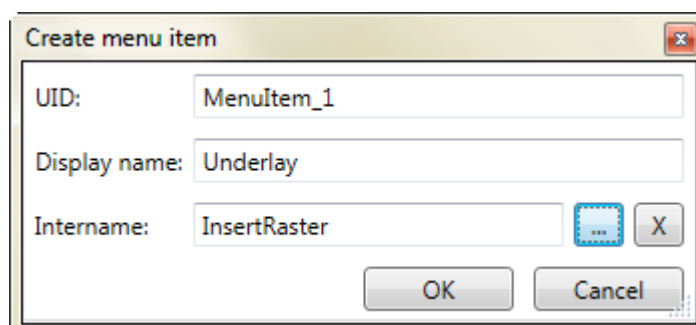 Create menu item
UID: MenuItem_1
Display name: Underlay
Intername: InsertRaster ... X
OK Cancel